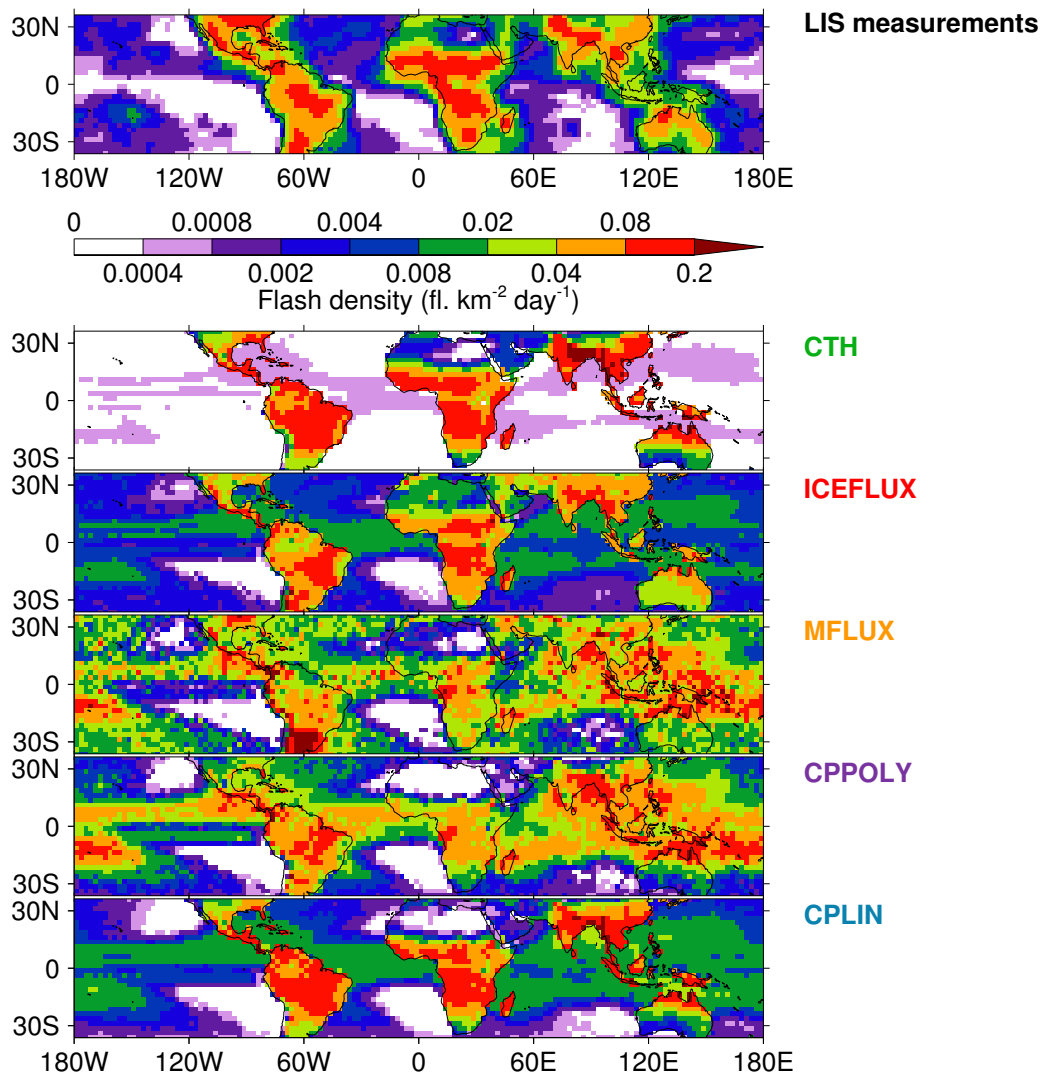 LIS measurements
30N
0
30S
180W 120W 60W 0 60E 120E 180E
0 0.0008 0.004 0.02 0.08
0.0004 0.002 0.008 0.04 0.2
Flash density (fl. km⁻² day⁻¹)
CTH
30N
0
30S
ICEFLUX
30N
0
30S
MFLUX
30N
0
30S
CPPOLY
30N
0
30S
CPLIN
30N
0
30S
180W 120W 60W 0 60E 120E 180E